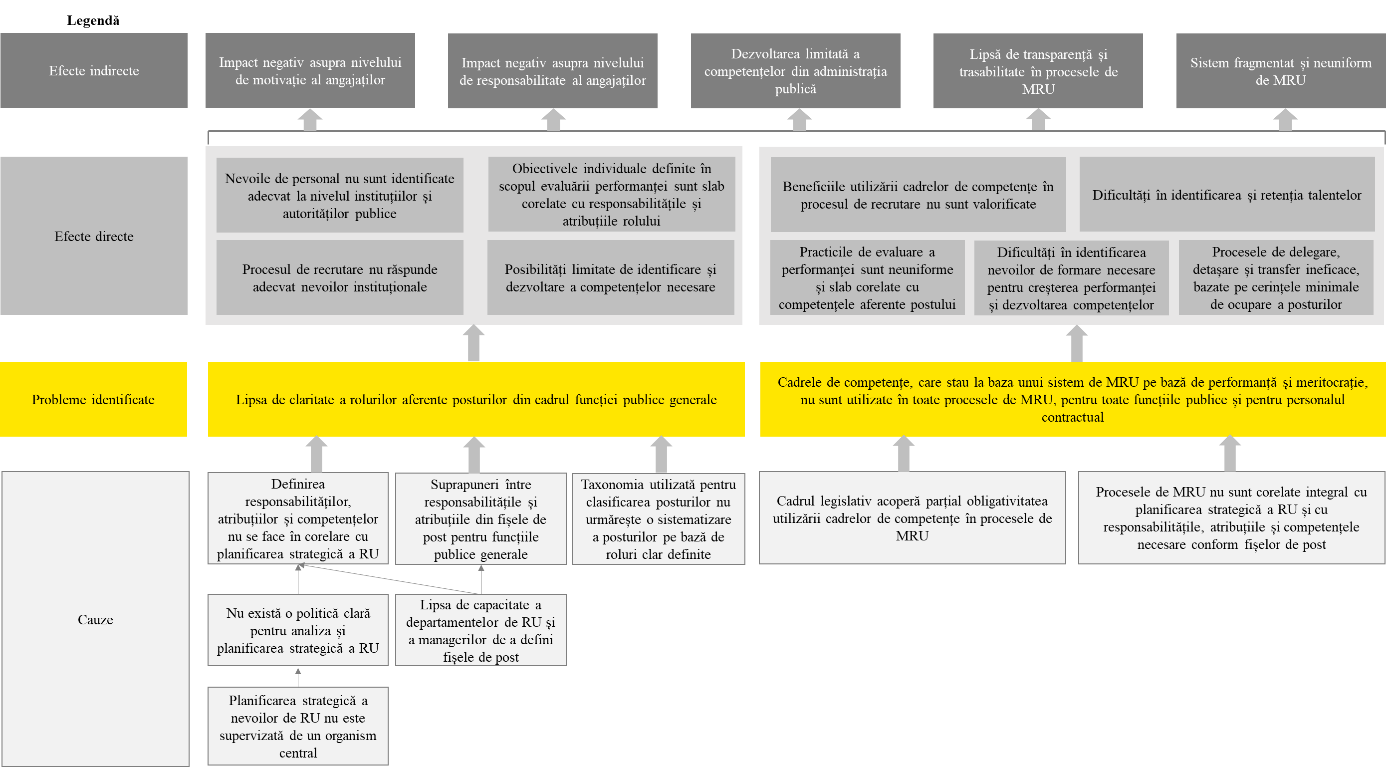 Legendă
Efecte indirecte
Impact negativ asupra nivelului
de motivație al angajaților
Impact negativ asupra nivelului
de responsabilitate al angajaților
Dezvoltarea limitată a
competențelor din administrația
publică
Lipsă de transparență și
trasabilitate în procesele de
MRU
Sistem fragmentat și neuniform
de MRU
Efecte directe
Nevoile de personal nu sunt identificate
adecvat la nivelul instituțiilor și
autorităților publice
Obiectivele individuale definite în
scopul evaluării performanței sunt slab
corelate cu responsabilitățile și
atribuțiile rolului
Procesul de recrutare nu răspunde
adecvat nevoilor instituționale
Posibilități limitate de identificare și
dezvoltare a competențelor necesare
Beneficiile utilizării cadrelor de competențe în
procesul de recrutare nu sunt valorificate
Dificultăți în identificarea și retenția talentelor
Practicile de evaluare a
performanței sunt neuniforme
și slab corelate cu
competențele aferente postului
Dificultăți în identificarea
nevoilor de formare necesare
pentru creșterea performanței
și dezvoltarea competențelor
Procesele de delegare,
detașare și transfer ineficace,
bazate pe cerințele minimale
de ocupare a posturilor
Probleme identificate
Lipsa de claritate a rolurilor aferente posturilor din cadrul funcției publice generale
Cadrele de competențe, care stau la baza unui sistem de MRU pe bază de performanță și meritocrație,
nu sunt utilizate în toate procesele de MRU, pentru toate funcțiile publice și pentru personalul
contractual
Cauze
Definirea
responsabilităților,
atribuțiilor și competențelor
nu se face în corelare cu
planificarea strategică a RU
Suprapuneri între
responsabilitățile și
atribuțiile din fișele de
post pentru funcțiile
publice generale
Taxonomia utilizată pentru
clasificarea posturilor nu
urmărește o sistematizare
a posturilor pe bază de
roluri clar definite
Cadrul legislativ acoperă parțial obligativitatea
utilizării cadrelor de competențe în procesele de
MRU
Procesele de MRU nu sunt corelate integral cu
planificarea strategică a RU și cu
responsabilitățile, atribuțiile și competențele
necesare conform fișelor de post
Nu există o politică clară
pentru analiza și
planificarea strategică a RU
Lipsa de capacitate a
departamentelor de RU și
a managerilor de a defini
fișele de post
Planificarea strategică a
nevoilor de RU nu este
supervizată de un organism
central